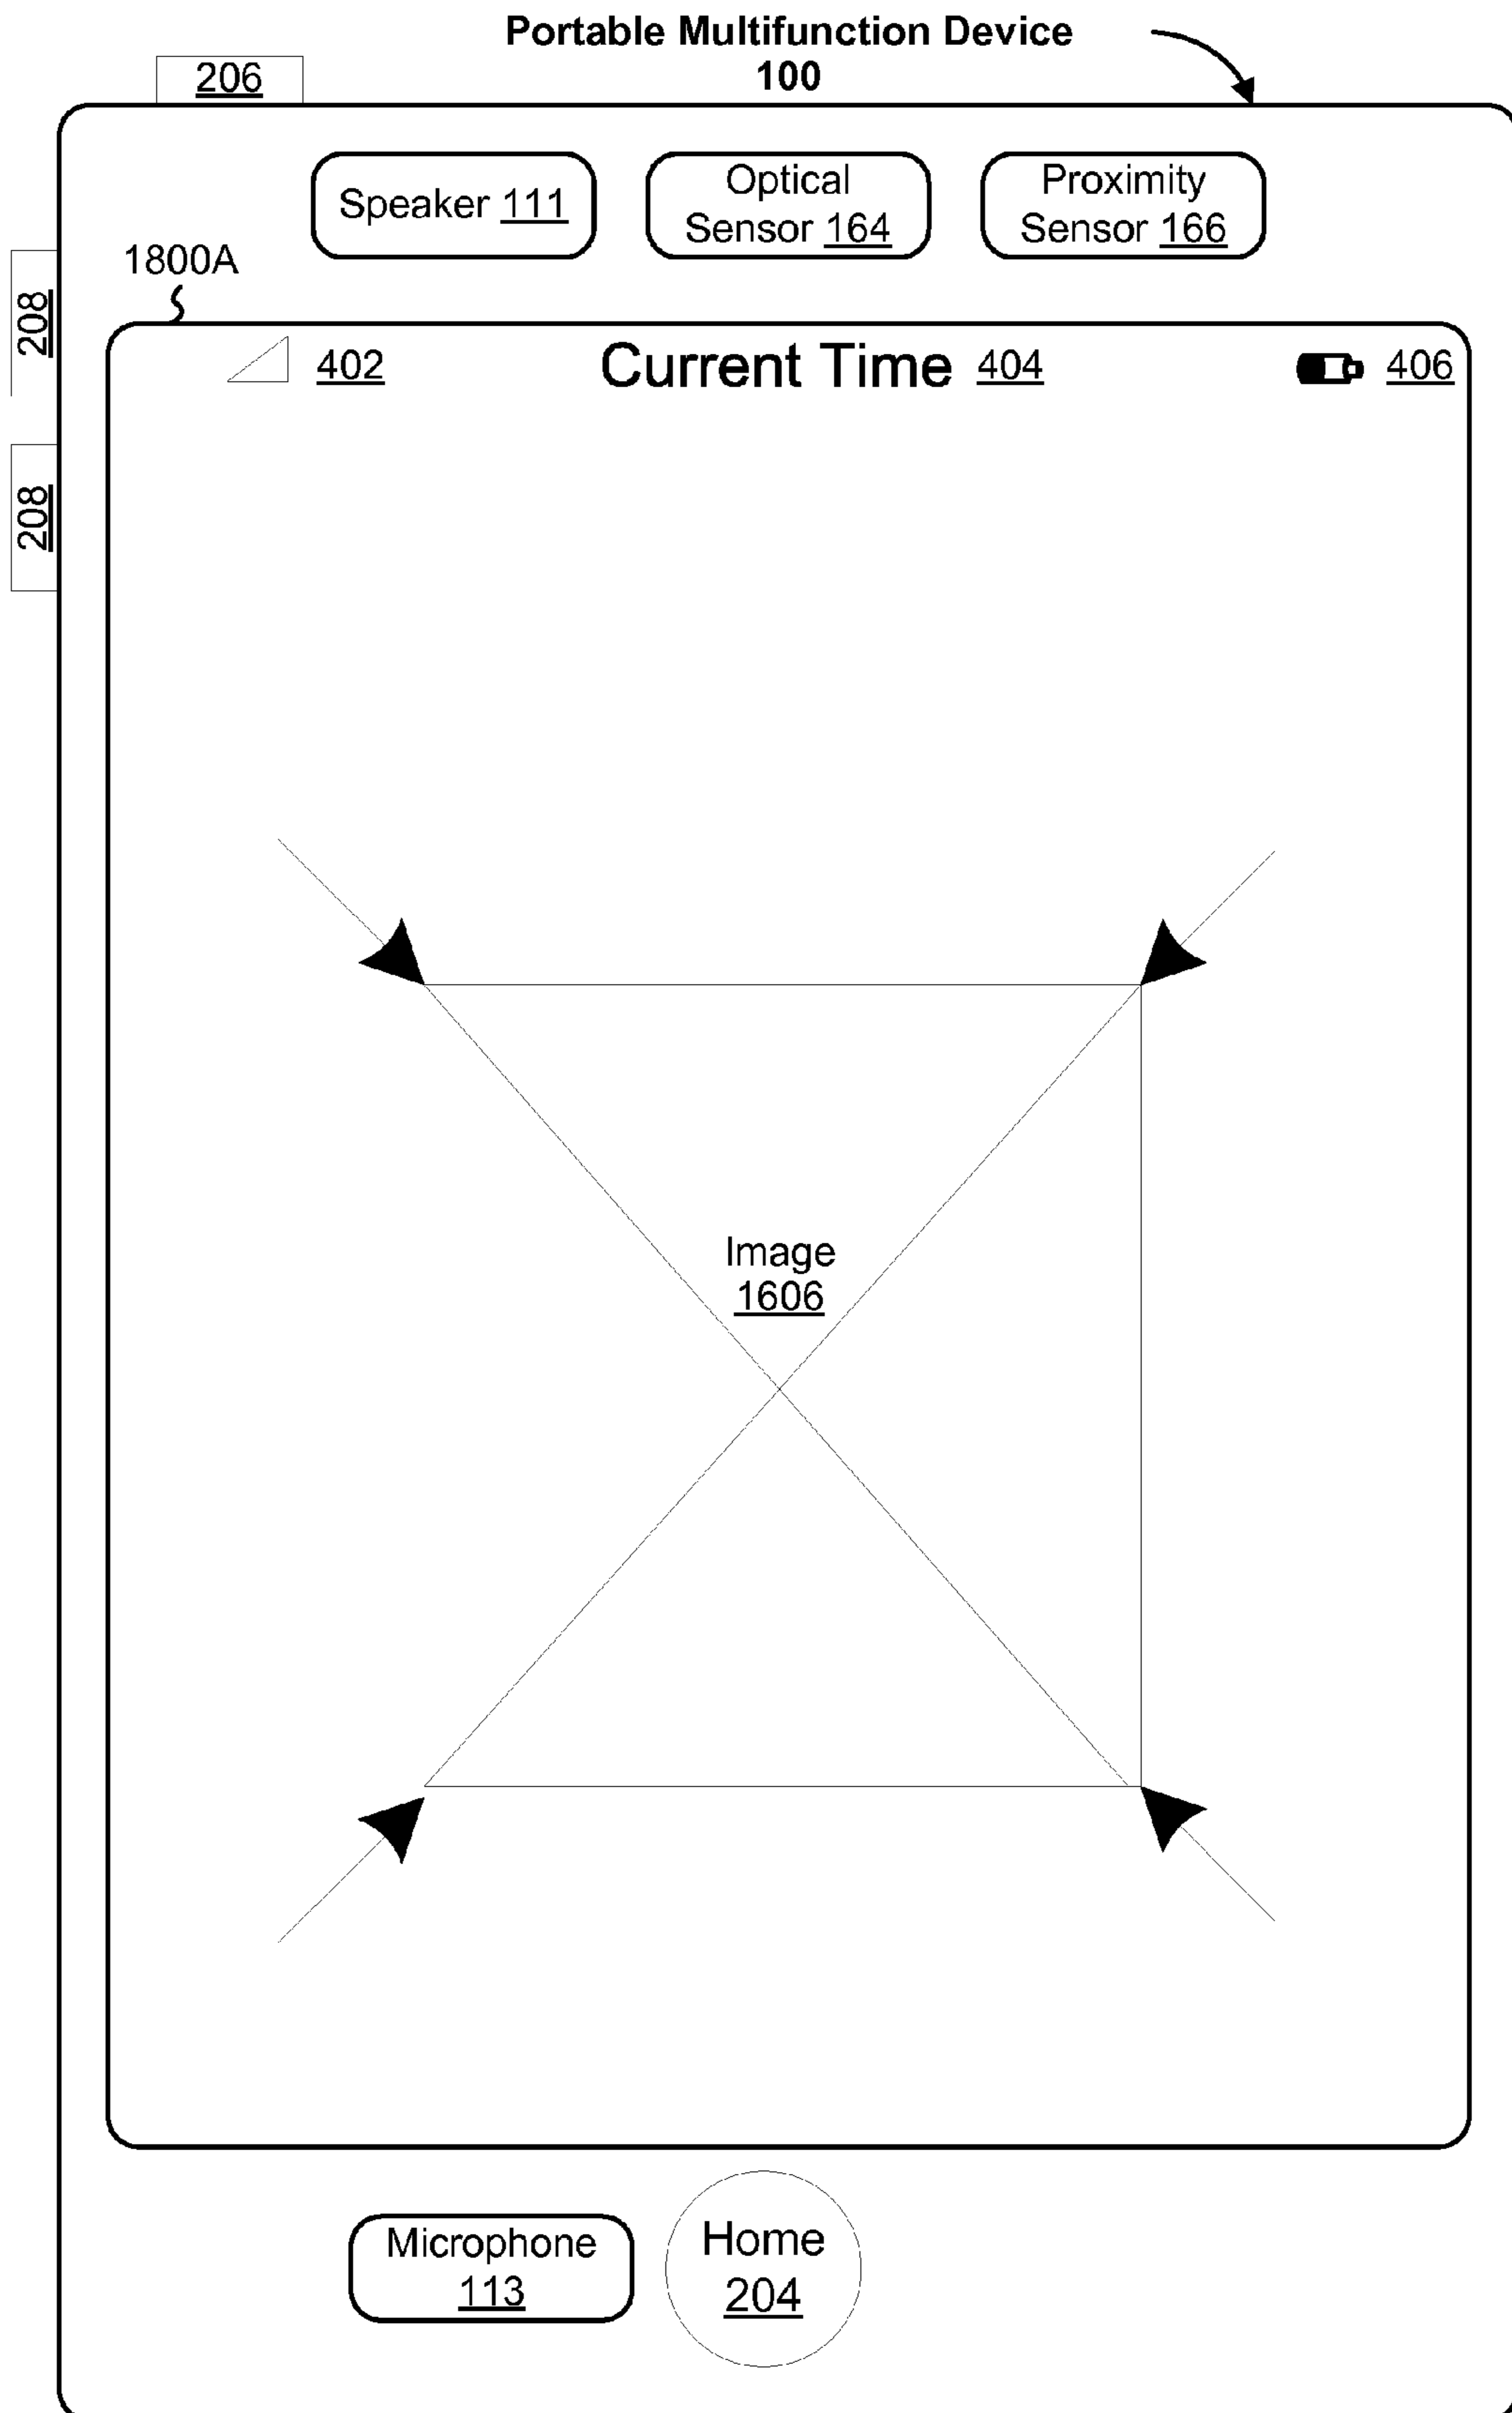 Portable Multifunction Device
100
206
Speaker 111
Optical
Sensor 164
Proximity
Sensor 166
1800A
208
402
Current Time 404
406
208
Image
1606
Microphone
113
Home
204